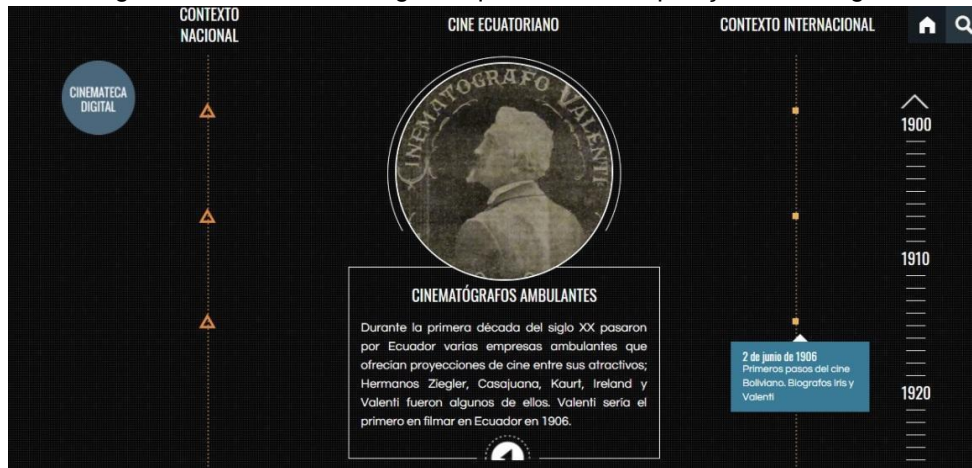 CONTEXTO
NACIONAL
CINE ECUATORIANO
CONTEXTO INTERNACIONAL
CINEMATECA
DIGITAL
CINEMATOGRAFO VALENTI
1900
1910
CINEMATÓGRAFOS AMBULANTES
Durante la primera década del siglo XX pasaron
por Ecuador varias empresas ambulantes que
ofrecían proyecciones de cine entre sus atractivos;
Hermanos Ziegler, Casajuana, Kaurt, Ireland y
Valenti fueron algunos de ellos. Valenti sería el
primero en filmar en Ecuador en 1906.
2 de junio de 1906
Primeros pasos del cine
Boliviano. Biografos Iris y
Valenti
1920